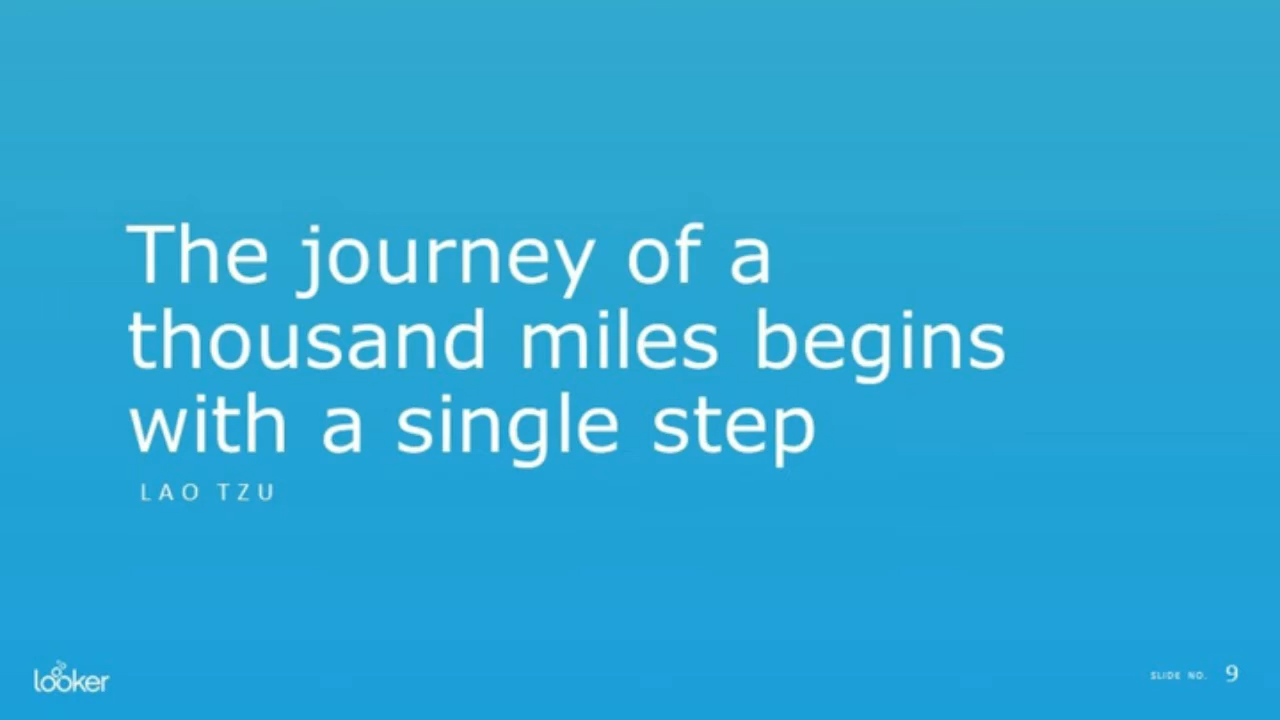 The journey of a
thousand miles begins
with a single step
LAO TZU
looker
SLIDE NO. 9